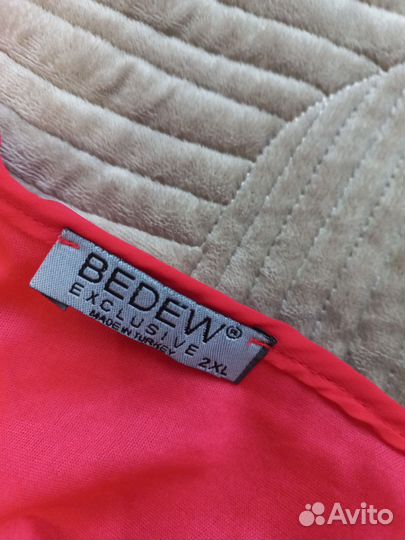 BEDEW®
EXCLUSIVE
MADE IN TURKEY 2XL
Avito